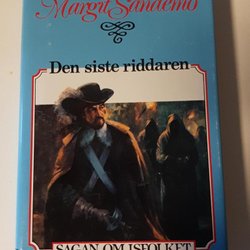 Margit Sandemo
Den siste riddaren
SAGAN OM ISFOLKET